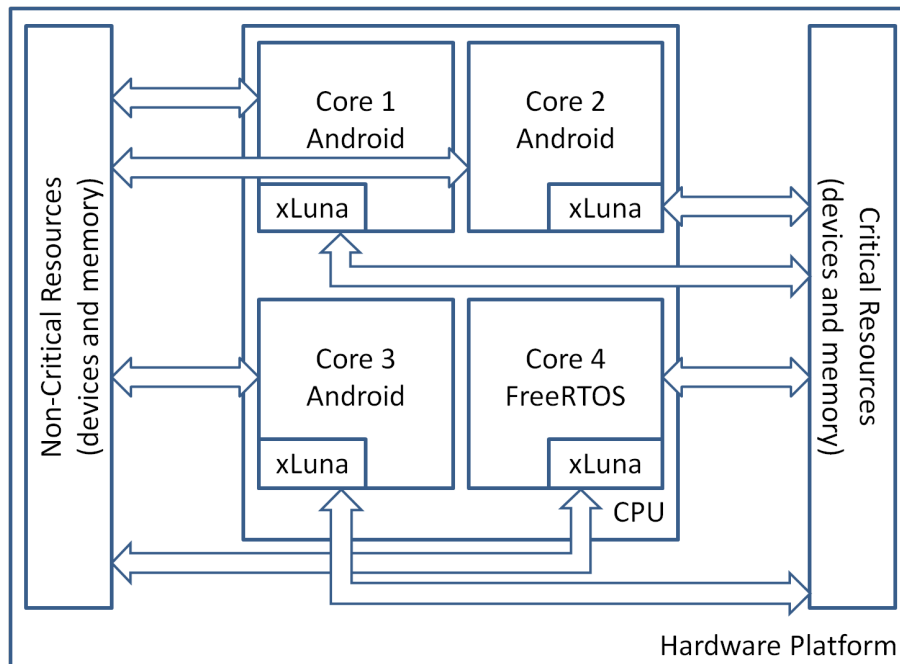 Non-Critical Resources
(devices and memory)
Core 1
Android
xLuna
Core 2
Android
xLuna
Core 3
Android
xLuna
Core 4
FreeRTOS
xLuna
CPU
Critical Resources
(devices and memory)
Hardware Platform